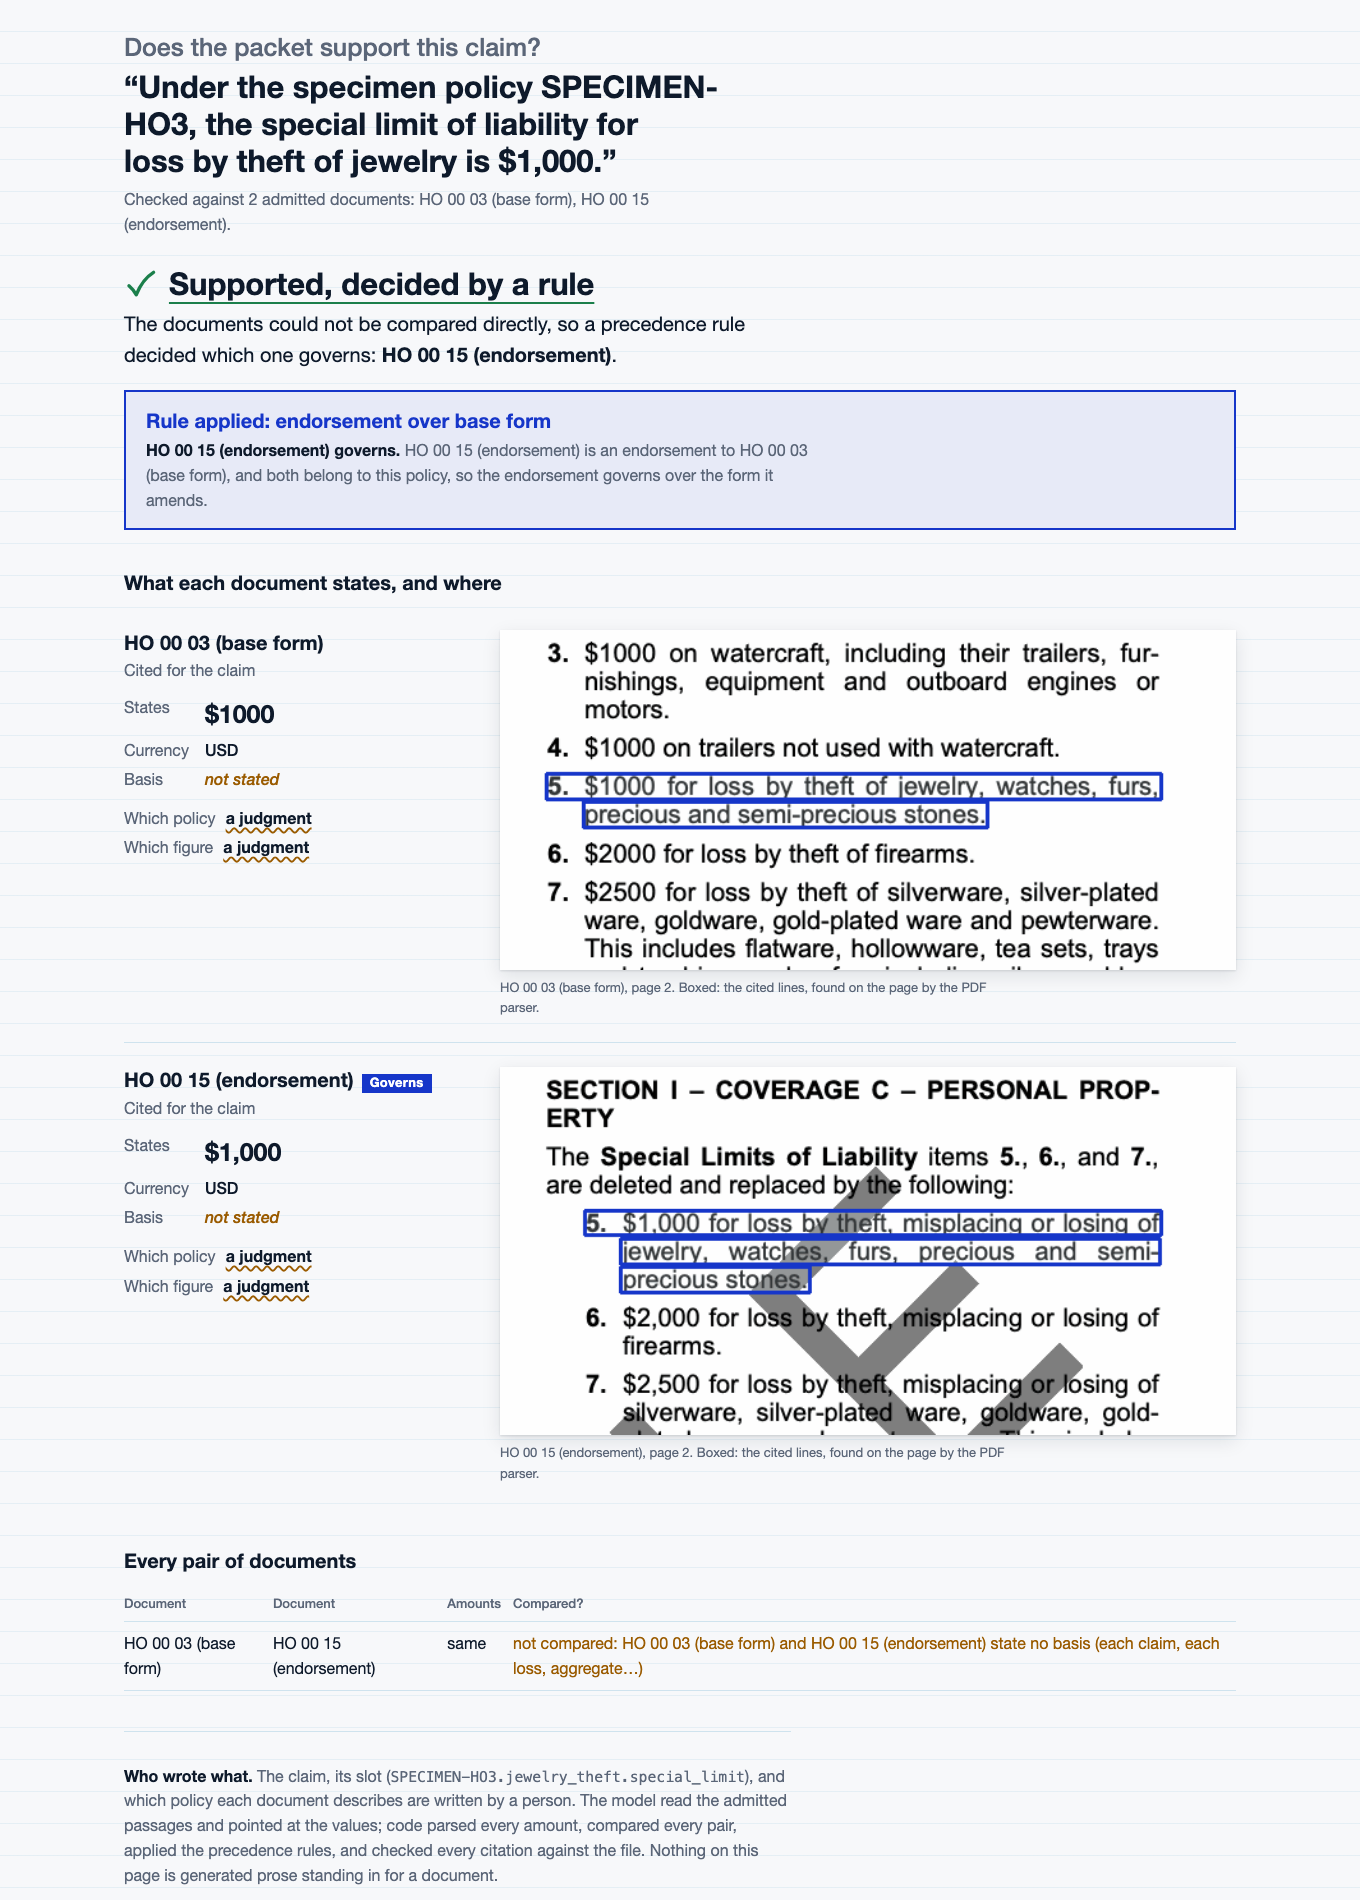 Does the packet support this claim?
“Under the specimen policy SPECIMEN-
HO3, the special limit of liability for
loss by theft of jewelry is $1,000.”
Checked against 2 admitted documents: HO 00 03 (base form), HO 00 15
(endorsement).
Supported, decided by a rule
The documents could not be compared directly, so a precedence rule
decided which one governs: HO 00 15 (endorsement).
Rule applied: endorsement over base form
HO 00 15 (endorsement) governs. HO 00 15 (endorsement) is an endorsement to HO 00 03
(base form), and both belong to this policy, so the endorsement governs over the form it
amends.
What each document states, and where
HO 00 03 (base form)
Cited for the claim
States $1000
Currency USD
Basis not stated
Which policy a judgment
Which figure a judgment
3. $1000 on watercraft, including their trailers, fur-
nishings, equipment and outboard engines or
motors.
4. $1000 on trailers not used with watercraft.
5. $1000 for loss by theft of jewelry, watches, furs,
precious and semi-precious stones.
6. $2000 for loss by theft of firearms.
7. $2500 for loss by theft of silverware, silver-plated
ware, goldware, gold-plated ware and pewterware.
This includes flatware, hollowware, tea sets, trays
HO 00 03 (base form), page 2. Boxed: the cited lines, found on the page by the PDF
parser.
HO 00 15 (endorsement) Governs
Cited for the claim
States $1,000
Currency USD
Basis not stated
Which policy a judgment
Which figure a judgment
SECTION I – COVERAGE C – PERSONAL PROP-
ERTY
The Special Limits of Liability items 5., 6., and 7.,
are deleted and replaced by the following:
5. $1,000 for loss by theft, misplacing or losing of
jewelry, watches, furs, precious and semi-
precious stones.
6. $2,000 for loss by theft, misplacing or losing of
firearms.
7. $2,500 for loss by theft, misplacing or losing of
silverware, silver-plated ware, goldware, gold-
HO 00 15 (endorsement), page 2. Boxed: the cited lines, found on the page by the PDF
parser.
Every pair of documents
Document Document Amounts Compared?
HO 00 03 (base HO 00 15 same not compared: HO 00 03 (base form) and HO 00 15 (endorsement) state no basis (each claim, each
form) (endorsement) loss, aggregate…)
Who wrote what. The claim, its slot (SPECIMEN-HO3.jewelry_theft.special_limit), and
which policy each document describes are written by a person. The model read the admitted
passages and pointed at the values; code parsed every amount, compared every pair,
applied the precedence rules, and checked every citation against the file. Nothing on this
page is generated prose standing in for a document.